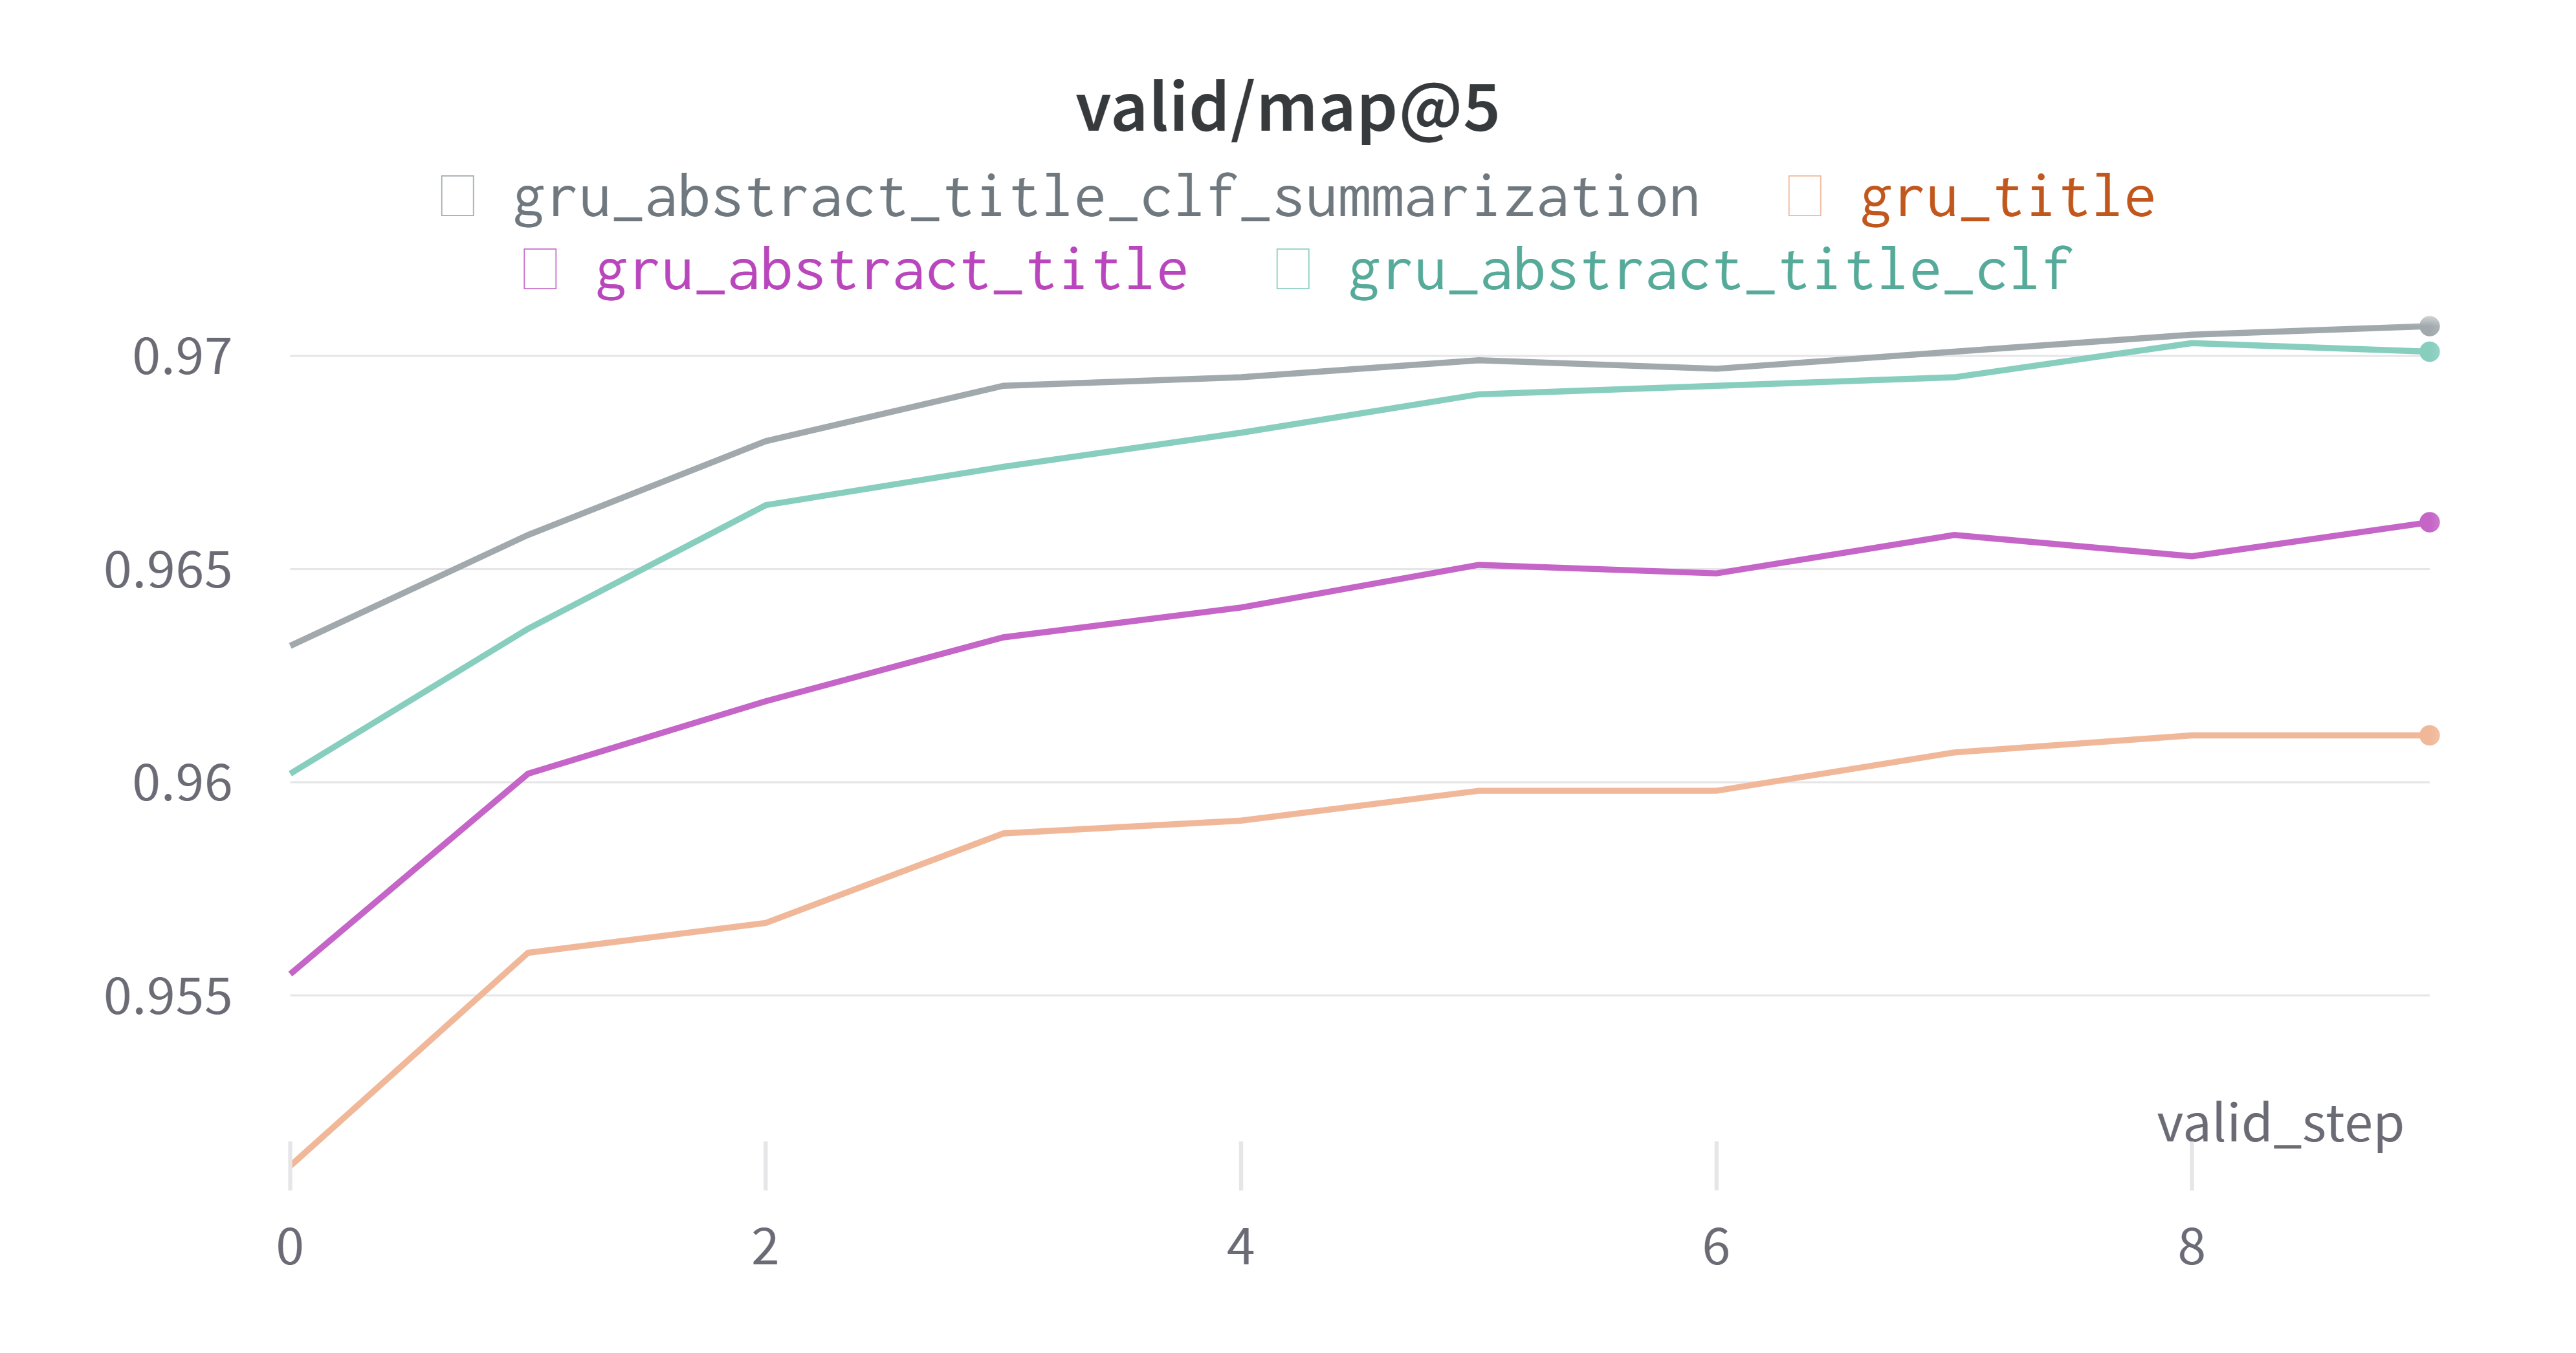 valid/map@5
gru_abstract_title_clf_summarization gru_title
gru_abstract_title gru_abstract_title_clf
0.97
0.965
0.96
0.955
valid_step
0 2 4 6 8